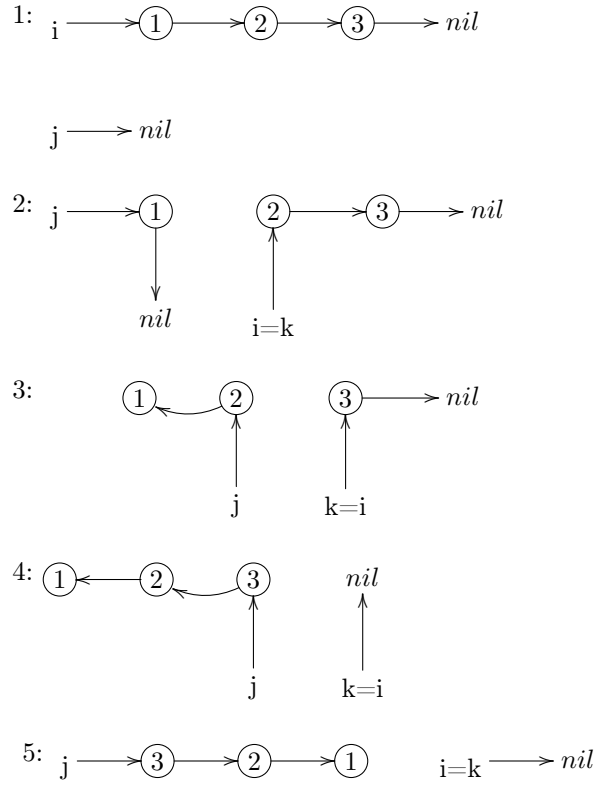 1: i 1 2 3 nil
j nil
2: j 1 2 3 nil
nil i=k
3: 1 2 3 nil
j k=i
4: 1 2 3 nil
j k=i
5: j 3 2 1 i=k nil